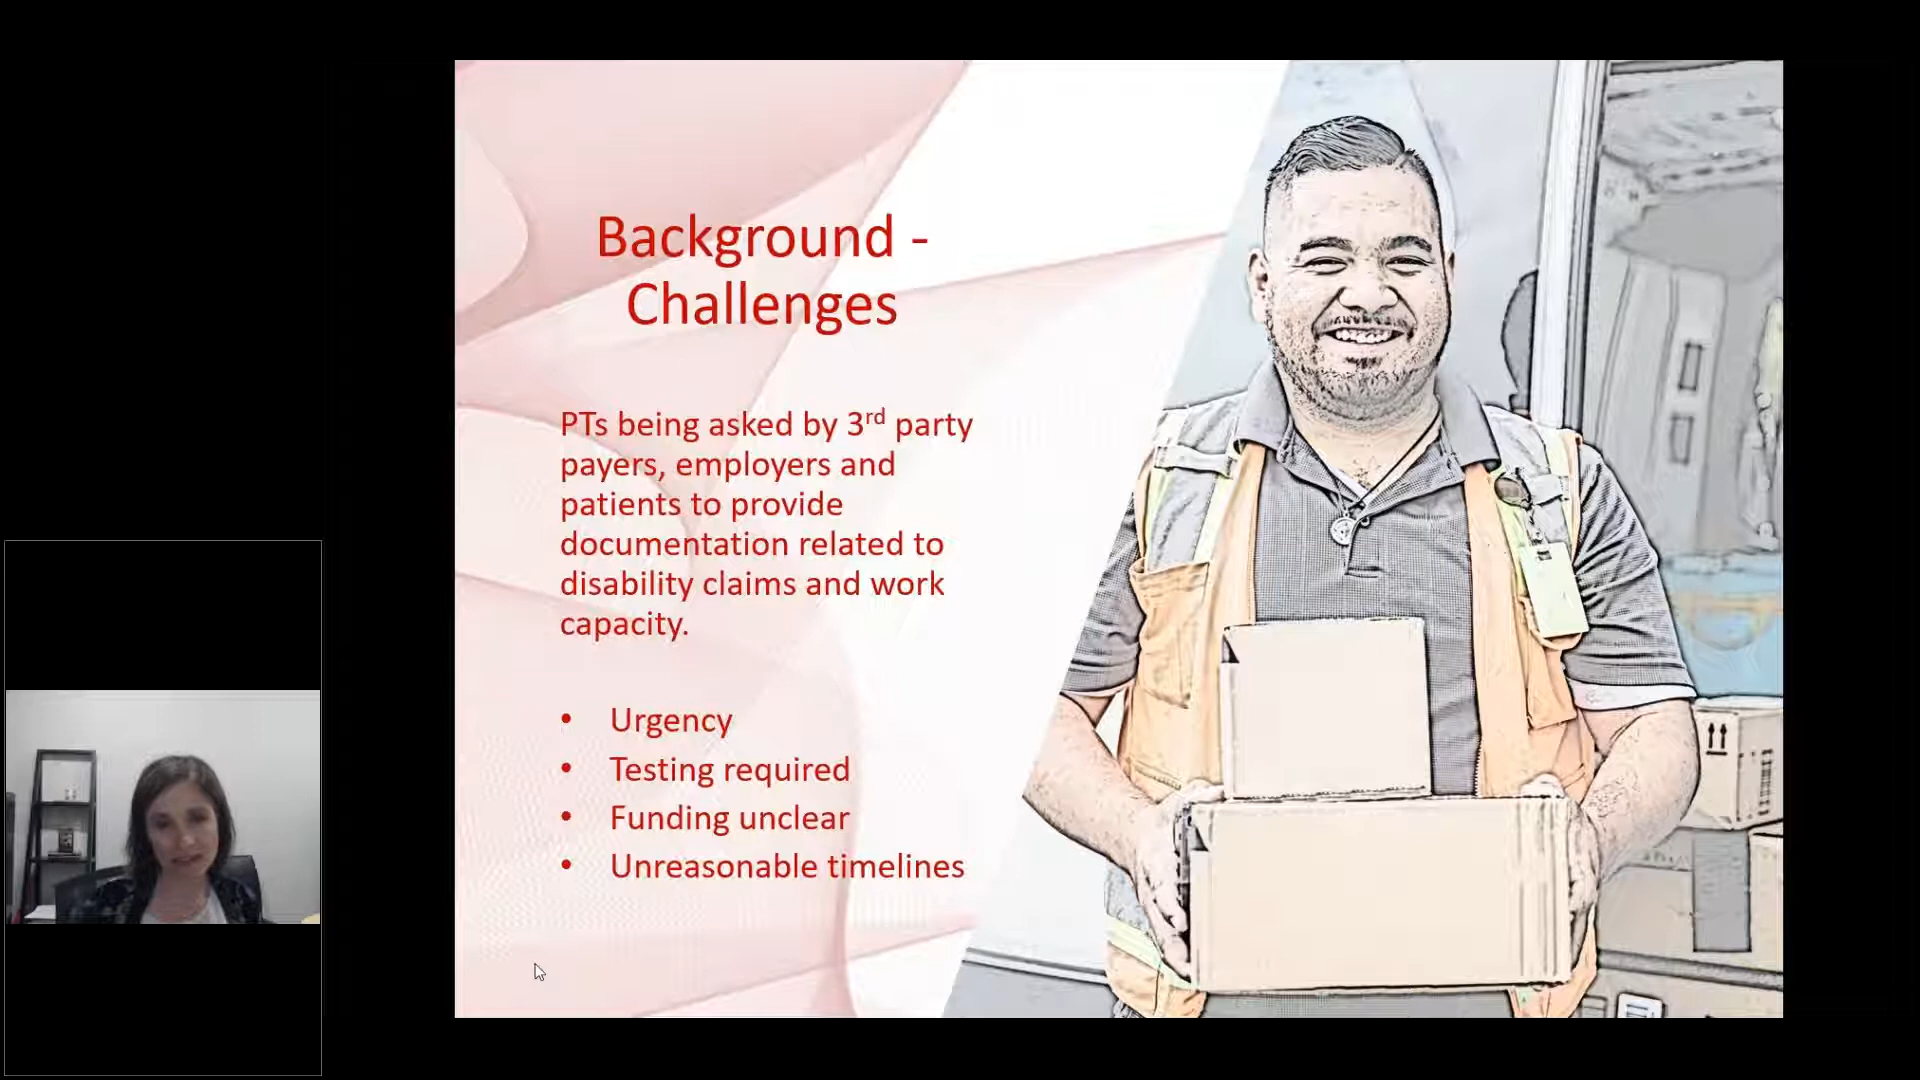 Background -
Challenges
PTs being asked by 3rd party
payers, employers and
patients to provide
documentation related to
disability claims and work
capacity.
• Urgency
• Testing required
• Funding unclear
• Unreasonable timelines